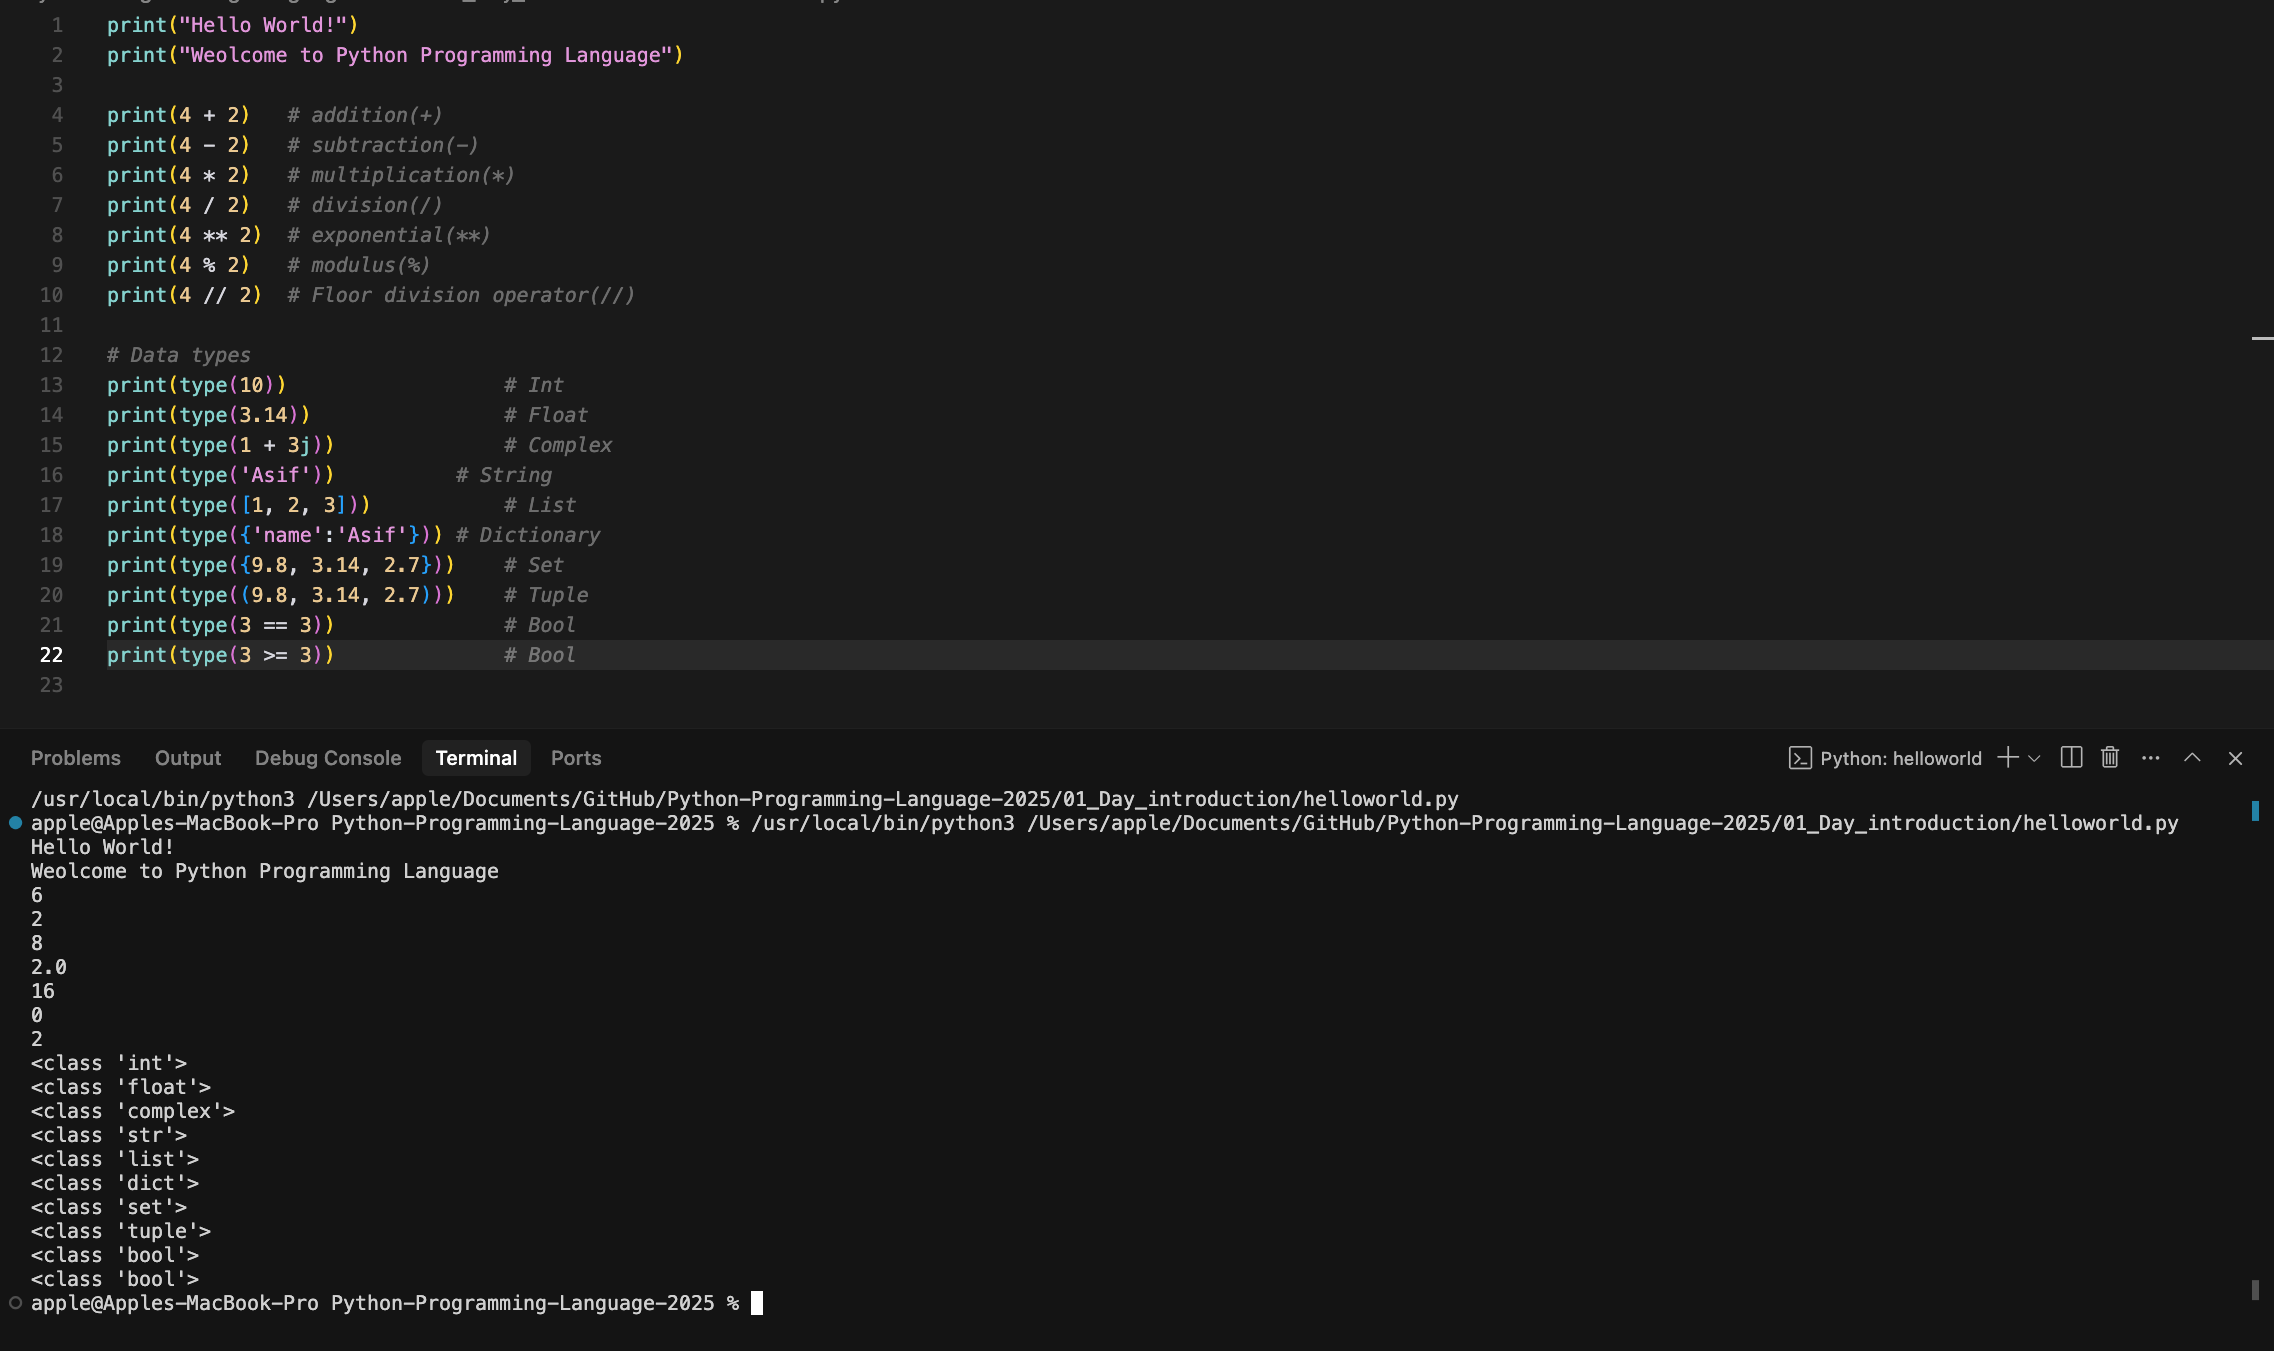 1 print("Hello World!")
2 print("Weolcome to Python Programming Language")
3
4 print(4 + 2)   # addition(+)
5 print(4 - 2)   # subtraction(-)
6 print(4 * 2)   # multiplication(*)
7 print(4 / 2)   # division(/)
8 print(4 ** 2)  # exponential(**)
9 print(4 % 2)   # modulus(%)
10 print(4 // 2)  # Floor division operator(//)
11
12 # Data types
13 print(type(10))                  # Int
14 print(type(3.14))                # Float
15 print(type(1 + 3j))              # Complex
16 print(type('Asif'))          # String
17 print(type([1, 2, 3]))           # List
18 print(type({'name':'Asif'})) # Dictionary
19 print(type({9.8, 3.14, 2.7}))    # Set
20 print(type((9.8, 3.14, 2.7)))    # Tuple
21 print(type(3 == 3))              # Bool
22 print(type(3 >= 3))              # Bool
23
Problems Output Debug Console Terminal Ports Python: helloworld
/usr/local/bin/python3 /Users/apple/Documents/GitHub/Python-Programming-Language-2025/01_Day_introduction/helloworld.py
apple@Apples-MacBook-Pro Python-Programming-Language-2025 % /usr/local/bin/python3 /Users/apple/Documents/GitHub/Python-Programming-Language-2025/01_Day_introduction/helloworld.py
Hello World!
Weolcome to Python Programming Language
6
2
8
2.0
16
0
2
<class 'int'>
<class 'float'>
<class 'complex'>
<class 'str'>
<class 'list'>
<class 'dict'>
<class 'set'>
<class 'tuple'>
<class 'bool'>
<class 'bool'>
apple@Apples-MacBook-Pro Python-Programming-Language-2025 %